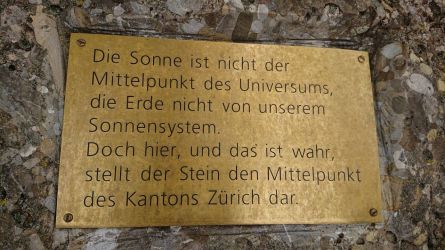 Die Sonne ist nicht der
Mittelpunkt des Universums,
die Erde nicht von unserem
Sonnensystem.
Doch hier, und das ist wahr,
stellt der Stein den Mittelpunkt
des Kantons Zürich dar.